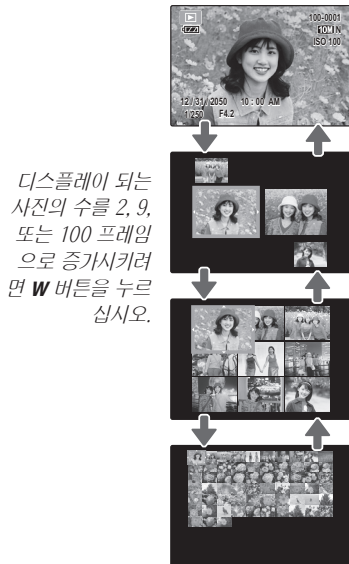 100-0001
10M N
ISO 100
12 / 31 / 2050 10 : 00 AM
1/250 F4.2
디스플레이 되는
사진의 수를 2, 9,
또는 100 프레임
으로 증가시키려
면 W 버튼을 누르
십시오.